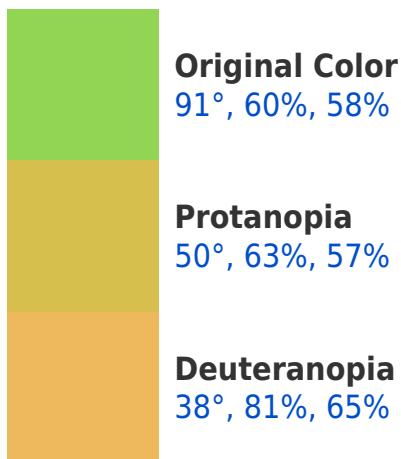 Original Color
91°, 60%, 58%
Protanopia
50°, 63%, 57%
Deuteranopia
38°, 81%, 65%